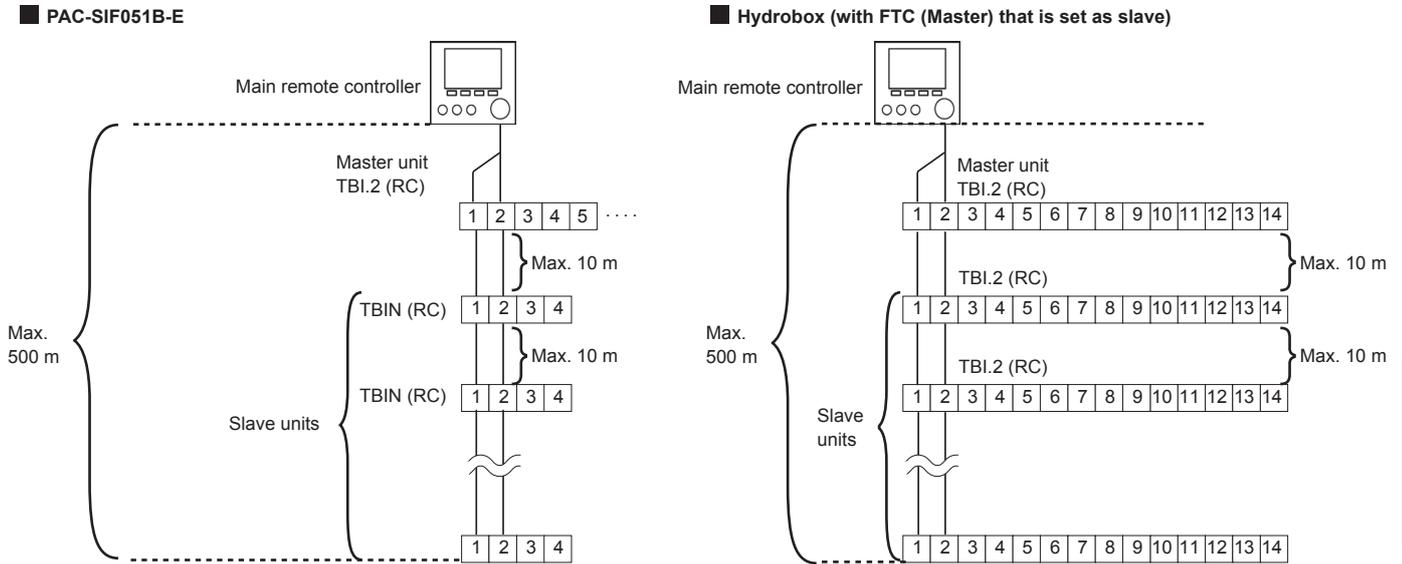 ■ PAC-SIF051B-E
Main remote controller
Master unit
TBI.2 (RC)
1 2 3 4 5 ····
Max. 10 m
TBIN (RC)
1 2 3 4
Max. 10 m
TBIN (RC)
1 2 3 4
Max.
500 m
Slave units
1 2 3 4
■ Hydrobox (with FTC (Master) that is set as slave)
Main remote controller
Master unit
TBI.2 (RC)
1 2 3 4 5 6 7 8 9 10 11 12 13 14
Max. 10 m
TBI.2 (RC)
1 2 3 4 5 6 7 8 9 10 11 12 13 14
Max. 10 m
TBI.2 (RC)
1 2 3 4 5 6 7 8 9 10 11 12 13 14
Max.
500 m
Slave
units
1 2 3 4 5 6 7 8 9 10 11 12 13 14